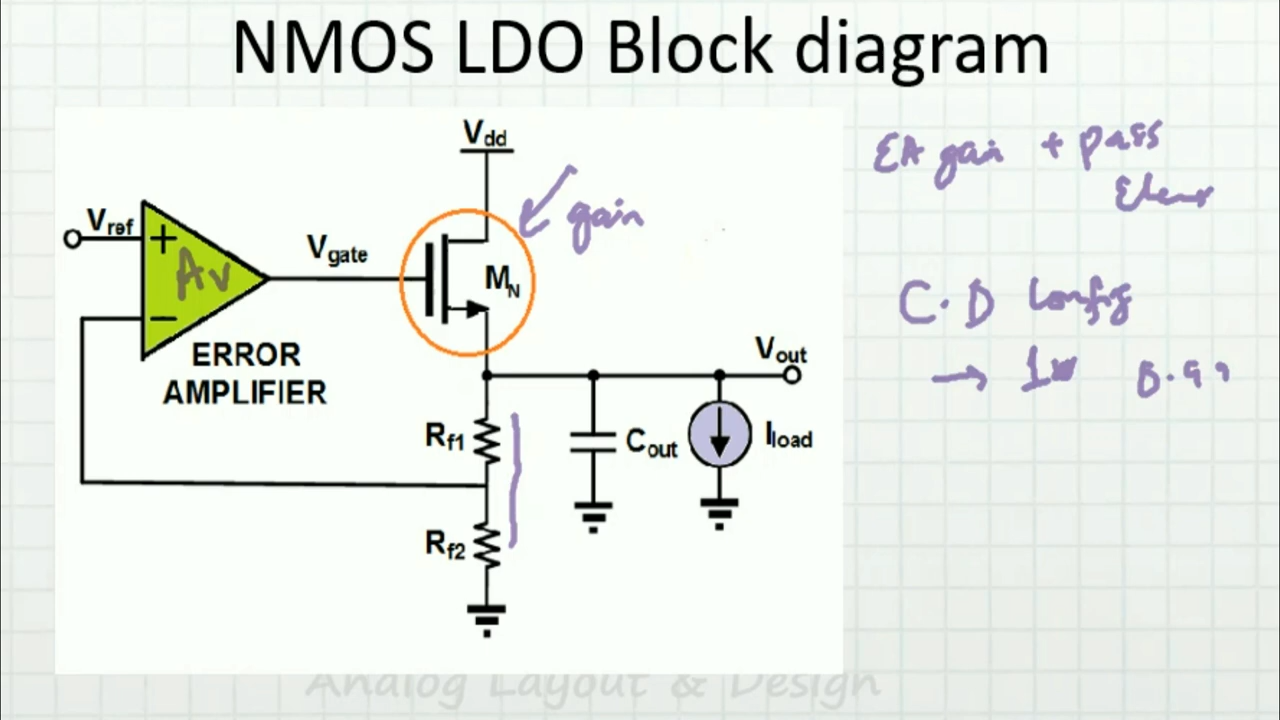 NMOS LDO Block diagram
Vdd
EA gain + pass
gain
Vref
+
Av
Vgate
MN
C.D Config
−
ERROR
AMPLIFIER
Vout
→ 1
Rf1
Cout
Iload
Rf2
Analog Layout & Design